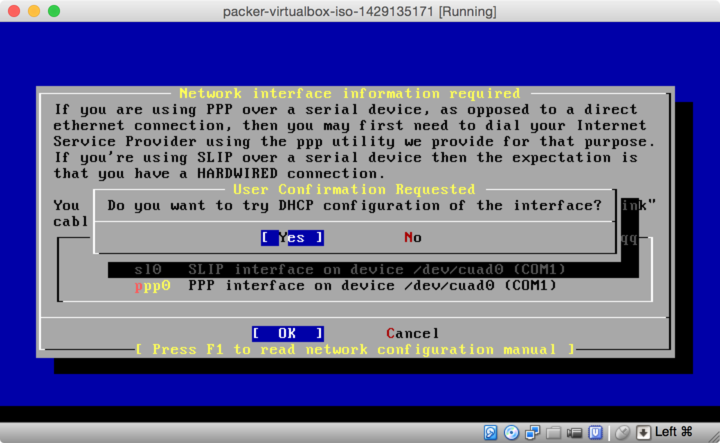 packer-virtualbox-iso-1429135171 [Running]
Network interface information required
If you are using PPP over a serial device, as opposed to a direct
ethernet connection, then you may first need to dial your Internet
Service Provider using the ppp utility we provide for that purpose.
If you're using SLIP over a serial device then the expectation is
that you have a HARDWIRED connection.
User Confirmation Requested
You
Do you want to try DHCP configuration of the interface?
ink"
cabl
[ Yes ] No
qq
sl0 SLIP interface on device /dev/cuad0 (COM1)
ppp0 PPP interface on device /dev/cuad0 (COM1)
[ OK ] Cancel
[ Press F1 to read network configuration manual ]
Left ⌘